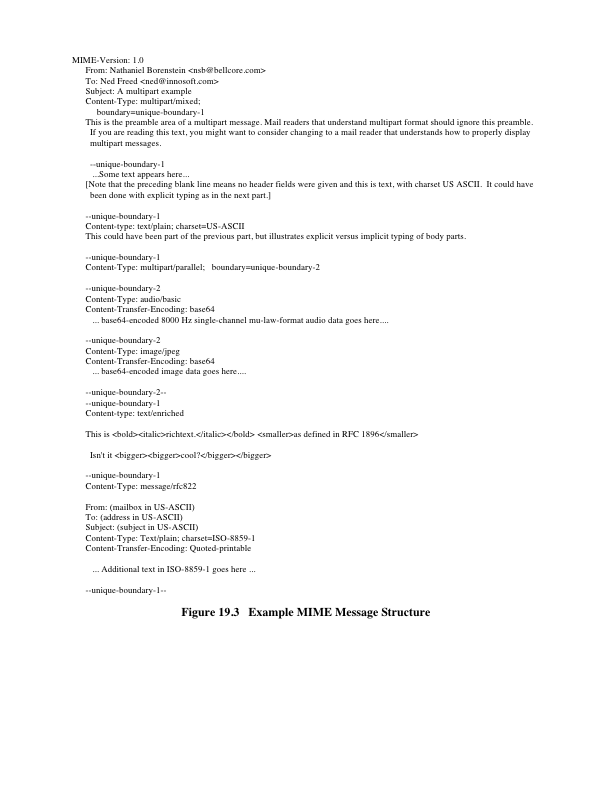 MIME-Version: 1.0
From: Nathaniel Borenstein <nsb@bellcore.com>
To: Ned Freed <ned@innosoft.com>
Subject: A multipart example
Content-Type: multipart/mixed;
boundary=unique-boundary-1
This is the preamble area of a multipart message. Mail readers that understand multipart format should ignore this preamble.
If you are reading this text, you might want to consider changing to a mail reader that understands how to properly display
multipart messages.
--unique-boundary-1
...Some text appears here...
[Note that the preceding blank line means no header fields were given and this is text, with charset US ASCII. It could have
been done with explicit typing as in the next part.]
--unique-boundary-1
Content-type: text/plain; charset=US-ASCII
This could have been part of the previous part, but illustrates explicit versus implicit typing of body parts.
--unique-boundary-1
Content-Type: multipart/parallel; boundary=unique-boundary-2
--unique-boundary-2
Content-Type: audio/basic
Content-Transfer-Encoding: base64
... base64-encoded 8000 Hz single-channel mu-law-format audio data goes here....
--unique-boundary-2
Content-Type: image/jpeg
Content-Transfer-Encoding: base64
... base64-encoded image data goes here....
--unique-boundary-2--
--unique-boundary-1
Content-type: text/enriched
This is <bold><italic>richtext.</italic></bold> <smaller>as defined in RFC 1896</smaller>
Isn't it <bigger><bigger>cool?</bigger></bigger>
--unique-boundary-1
Content-Type: message/rfc822
From: (mailbox in US-ASCII)
To: (address in US-ASCII)
Subject: (subject in US-ASCII)
Content-Type: Text/plain; charset=ISO-8859-1
Content-Transfer-Encoding: Quoted-printable
... Additional text in ISO-8859-1 goes here ...
--unique-boundary-1--
Figure 19.3 Example MIME Message Structure